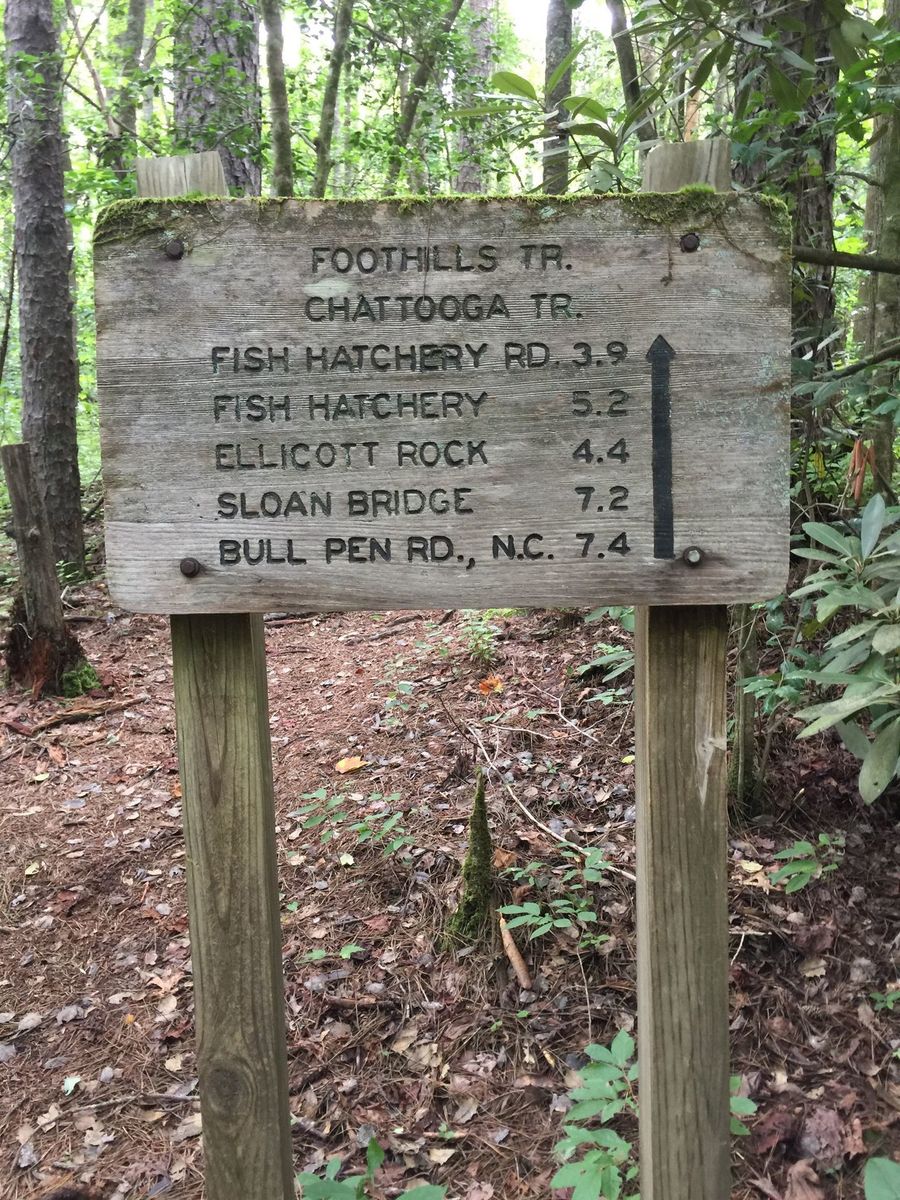 FOOTHILLS TR.
CHATTOOGA TR.
FISH HATCHERY RD. 3.9
FISH HATCHERY 5.2
ELLICOTT ROCK 4.4
SLOAN BRIDGE 7.2
BULL PEN RD., N.C. 7.4